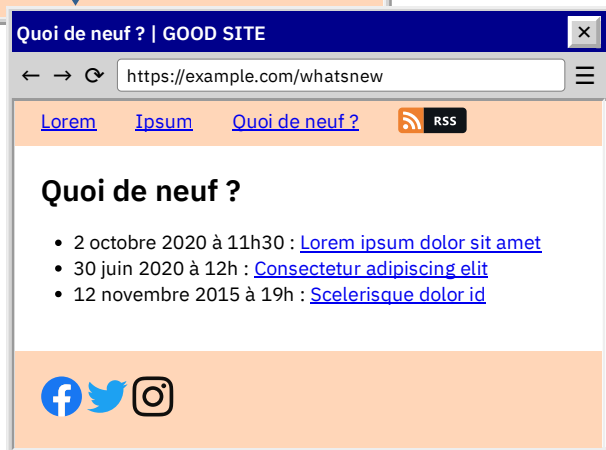 Quoi de neuf ? | GOOD SITE
https://example.com/whatsnew
Lorem Ipsum Quoi de neuf ? RSS
Quoi de neuf ?
• 2 octobre 2020 à 11h30 : Lorem ipsum dolor sit amet
• 30 juin 2020 à 12h : Consectetur adipiscing elit
• 12 novembre 2015 à 19h : Scelerisque dolor id